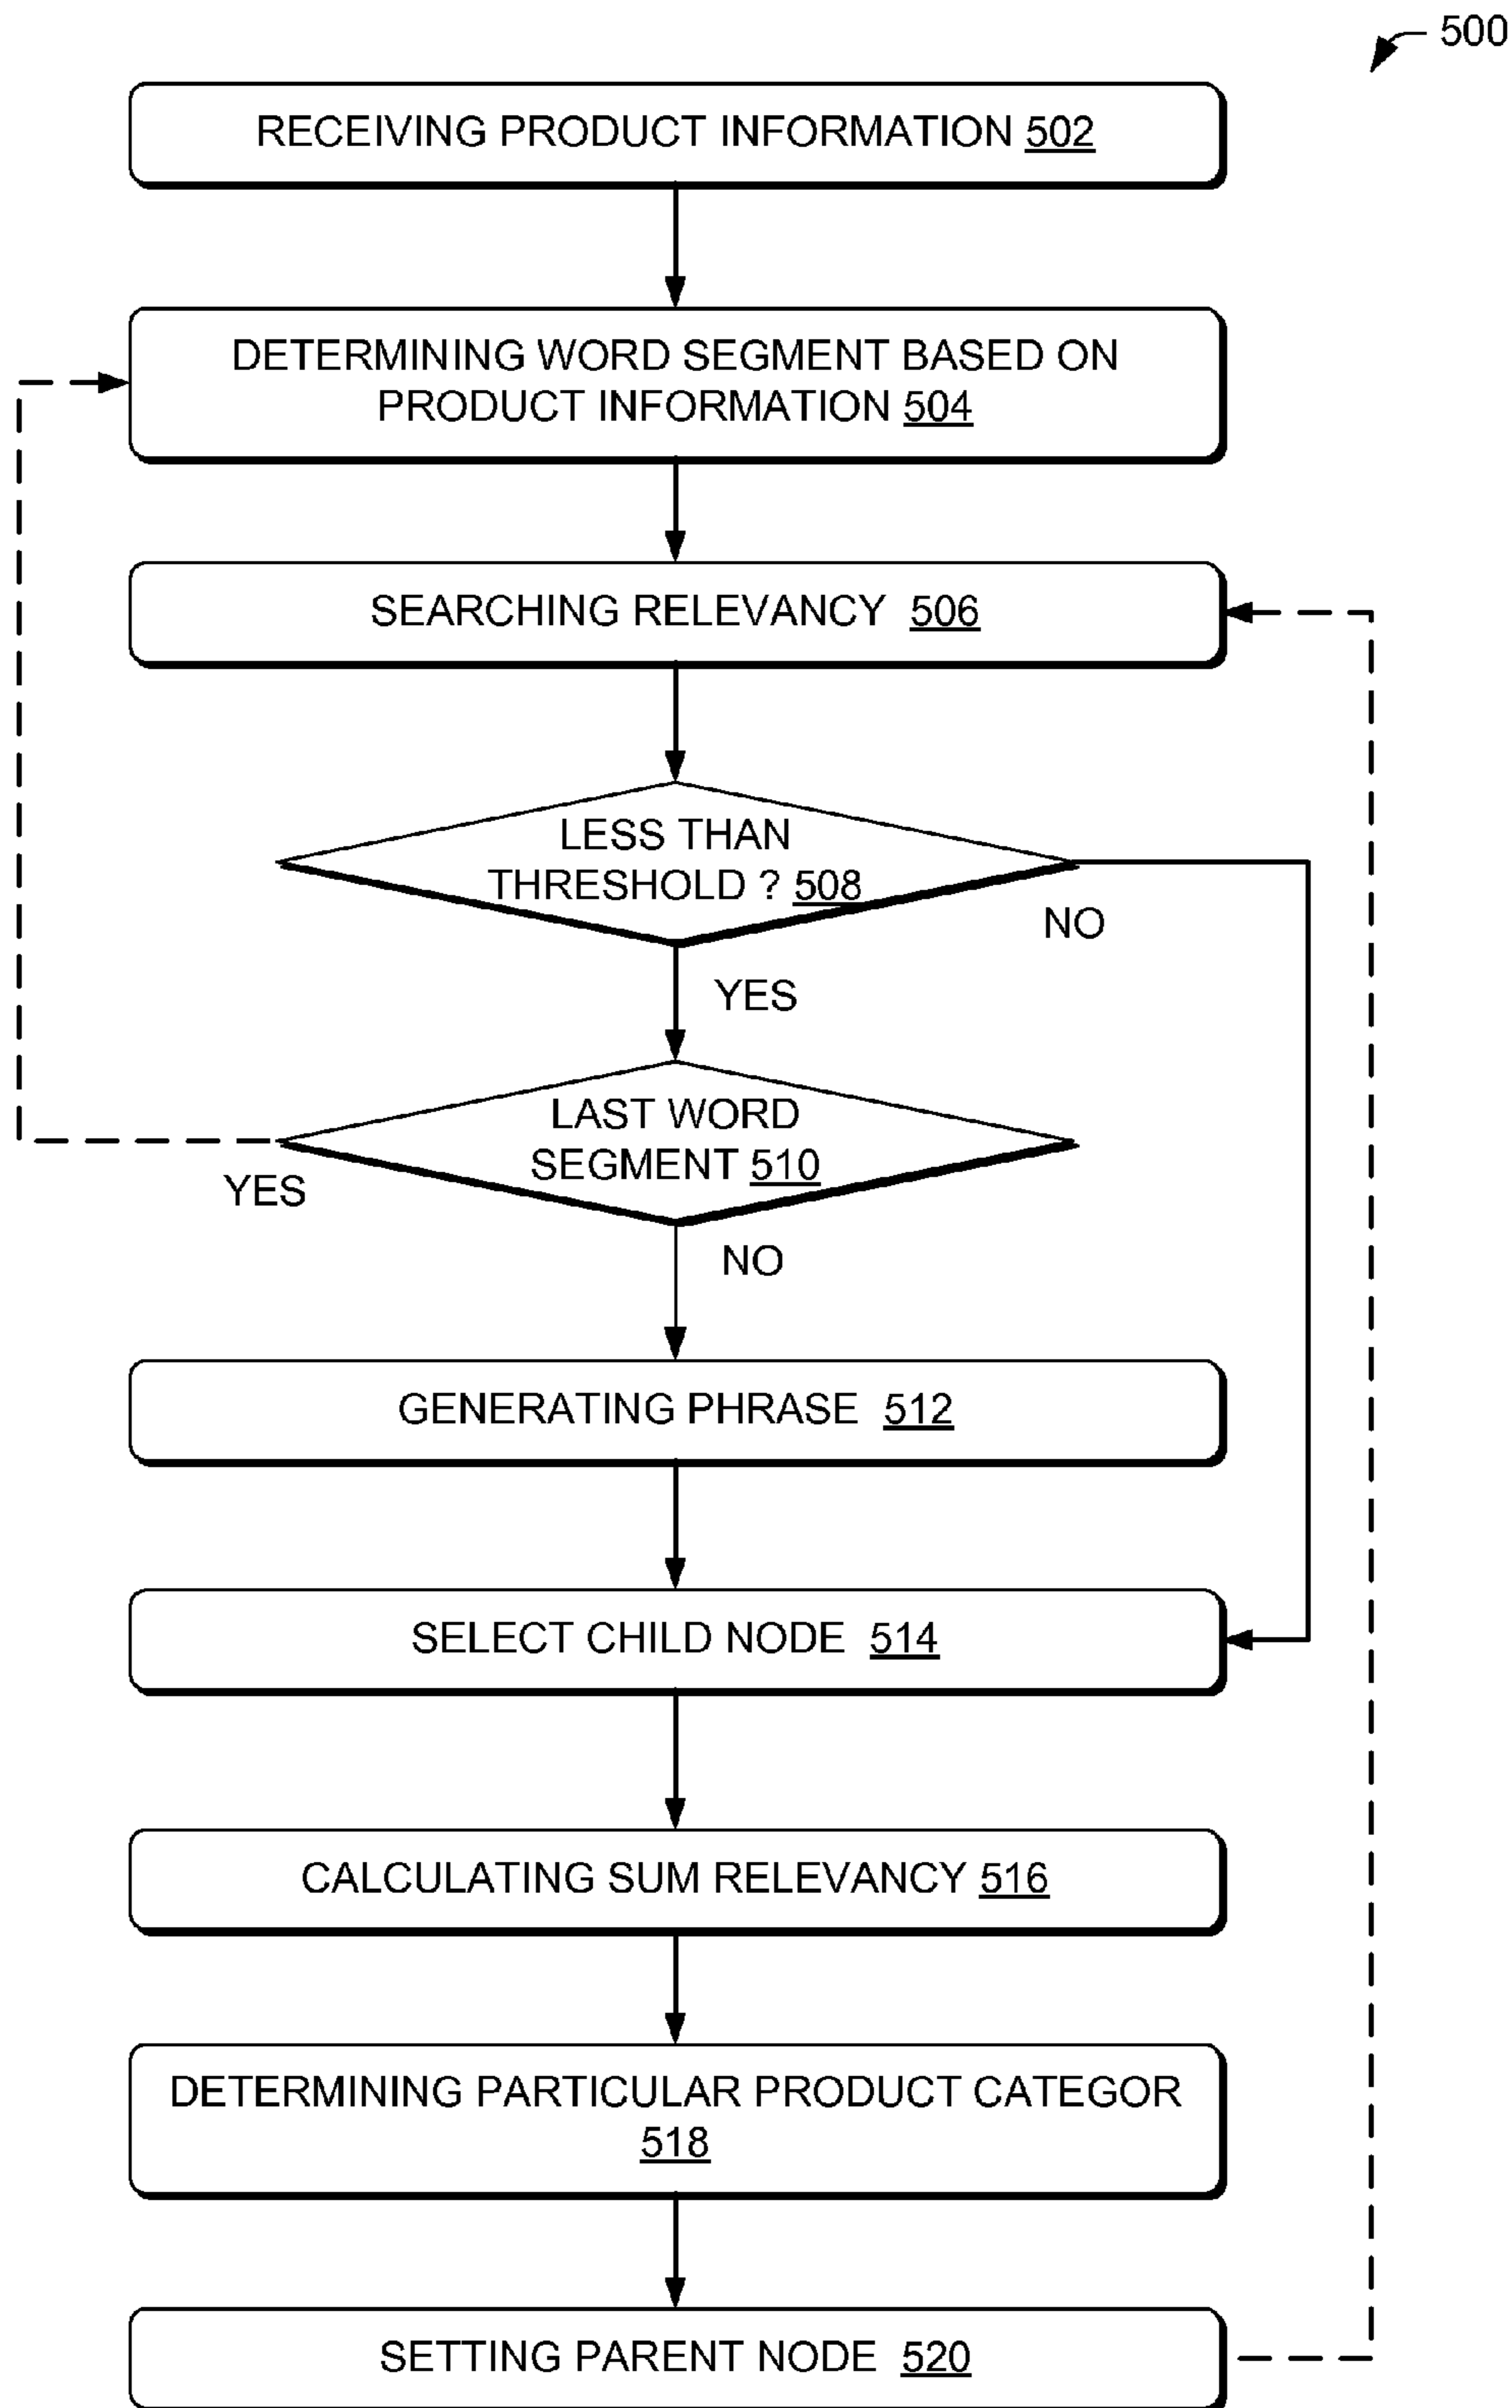 500
RECEIVING PRODUCT INFORMATION 502
DETERMINING WORD SEGMENT BASED ON
PRODUCT INFORMATION 504
SEARCHING RELEVANCY 506
LESS THAN
THRESHOLD ? 508
NO
YES
LAST WORD
SEGMENT 510
YES
NO
GENERATING PHRASE 512
SELECT CHILD NODE 514
CALCULATING SUM RELEVANCY 516
DETERMINING PARTICULAR PRODUCT CATEGOR
518
SETTING PARENT NODE 520